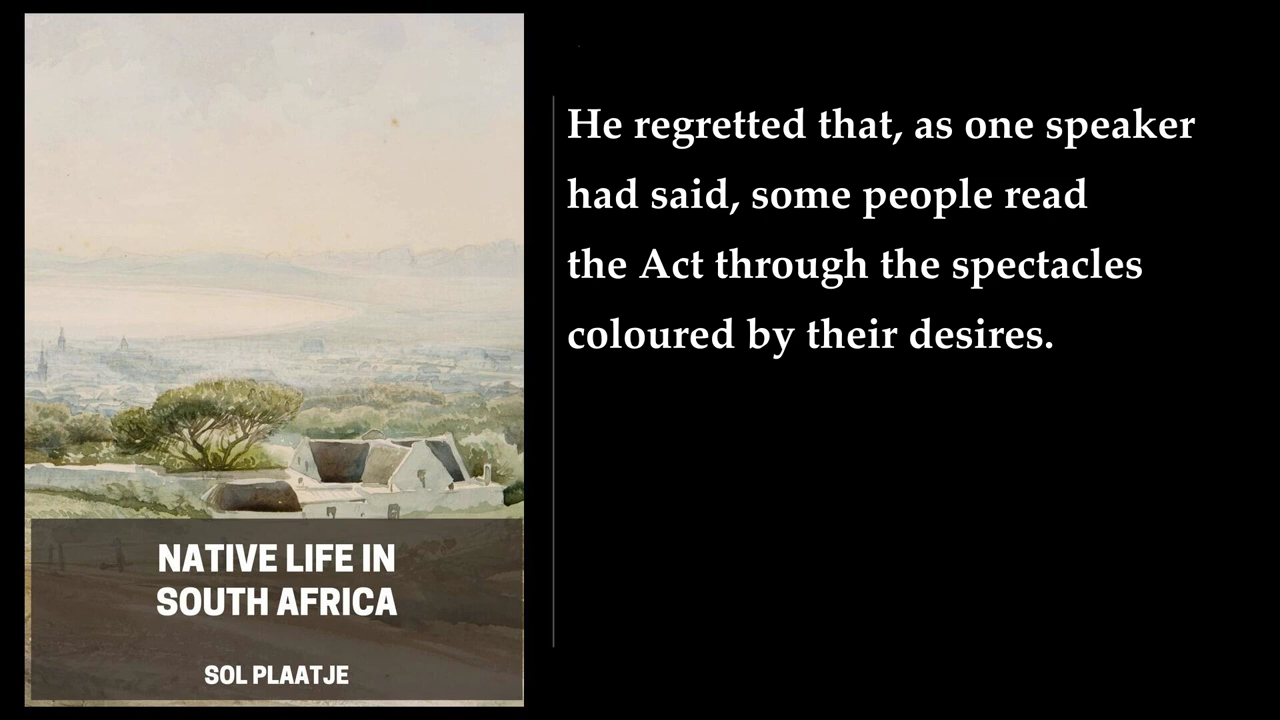 He regretted that, as one speaker
had said, some people read
the Act through the spectacles
coloured by their desires.
NATIVE LIFE IN
SOUTH AFRICA
SOL PLAATJE